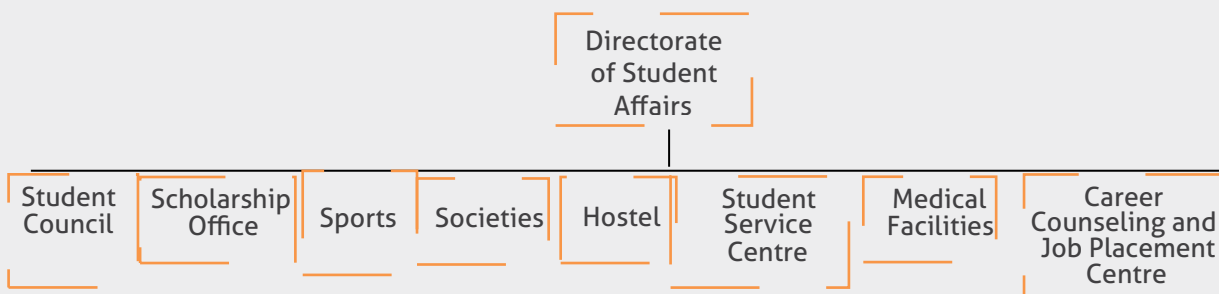 Directorate
of Student
Affairs
Student
Council
Scholarship
Office
Sports
Societies
Hostel
Student
Service
Centre
Medical
Facilities
Career
Counseling and
Job Placement
Centre